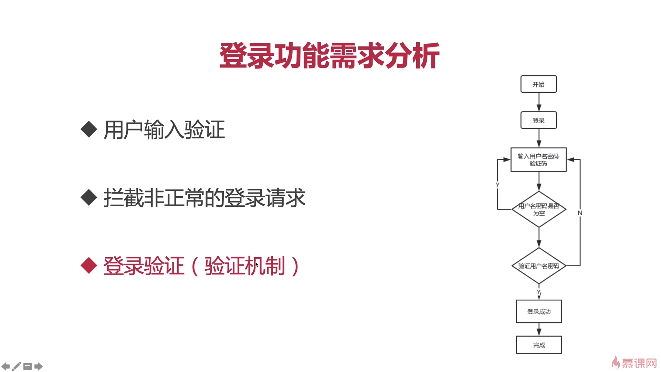 登录功能需求分析
◆ 用户输入验证
◆ 拦截非正常的登录请求
◆ 登录验证（验证机制）
开始
登录
输入用户名密码
验证码
Y
用户名密码是否
为空
N
验证用户名密码
Y
登录成功
完成
慕课网